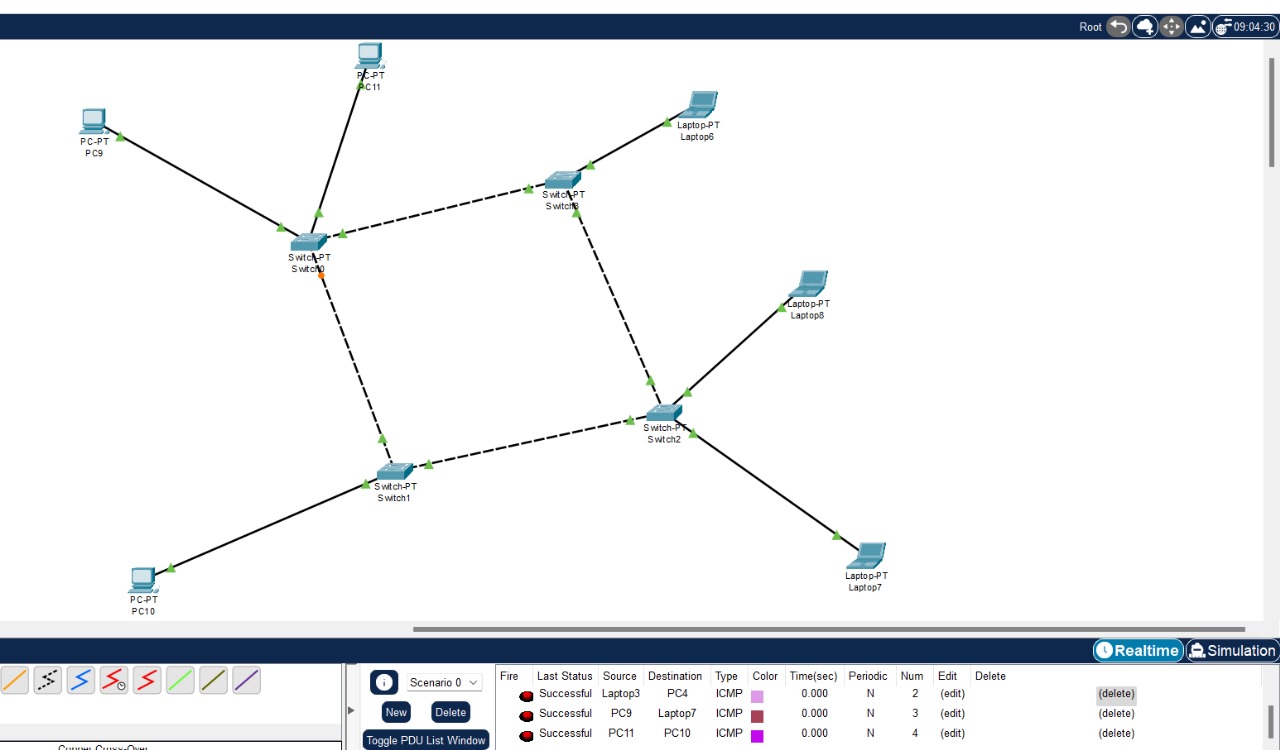 Root 09:04:30
PC-PT
PC11
PC-PT
PC9
Laptop-PT
Laptop6
Switch-PT
Switch3
Switch-PT
Switch0
Laptop-PT
Laptop8
Switch-PT
Switch2
Switch-PT
Switch1
Laptop-PT
Laptop7
PC-PT
PC10
Realtime Simulation
Scenario 0
New Delete
Toggle PDU List Window
Fire Last Status Source Destination Type Color Time(sec) Periodic Num Edit Delete
Successful Laptop3 PC4 ICMP 0.000 N 2 (edit) (delete)
Successful PC9 Laptop7 ICMP 0.000 N 3 (edit) (delete)
Successful PC11 PC10 ICMP 0.000 N 4 (edit) (delete)
Copper Cross-Over